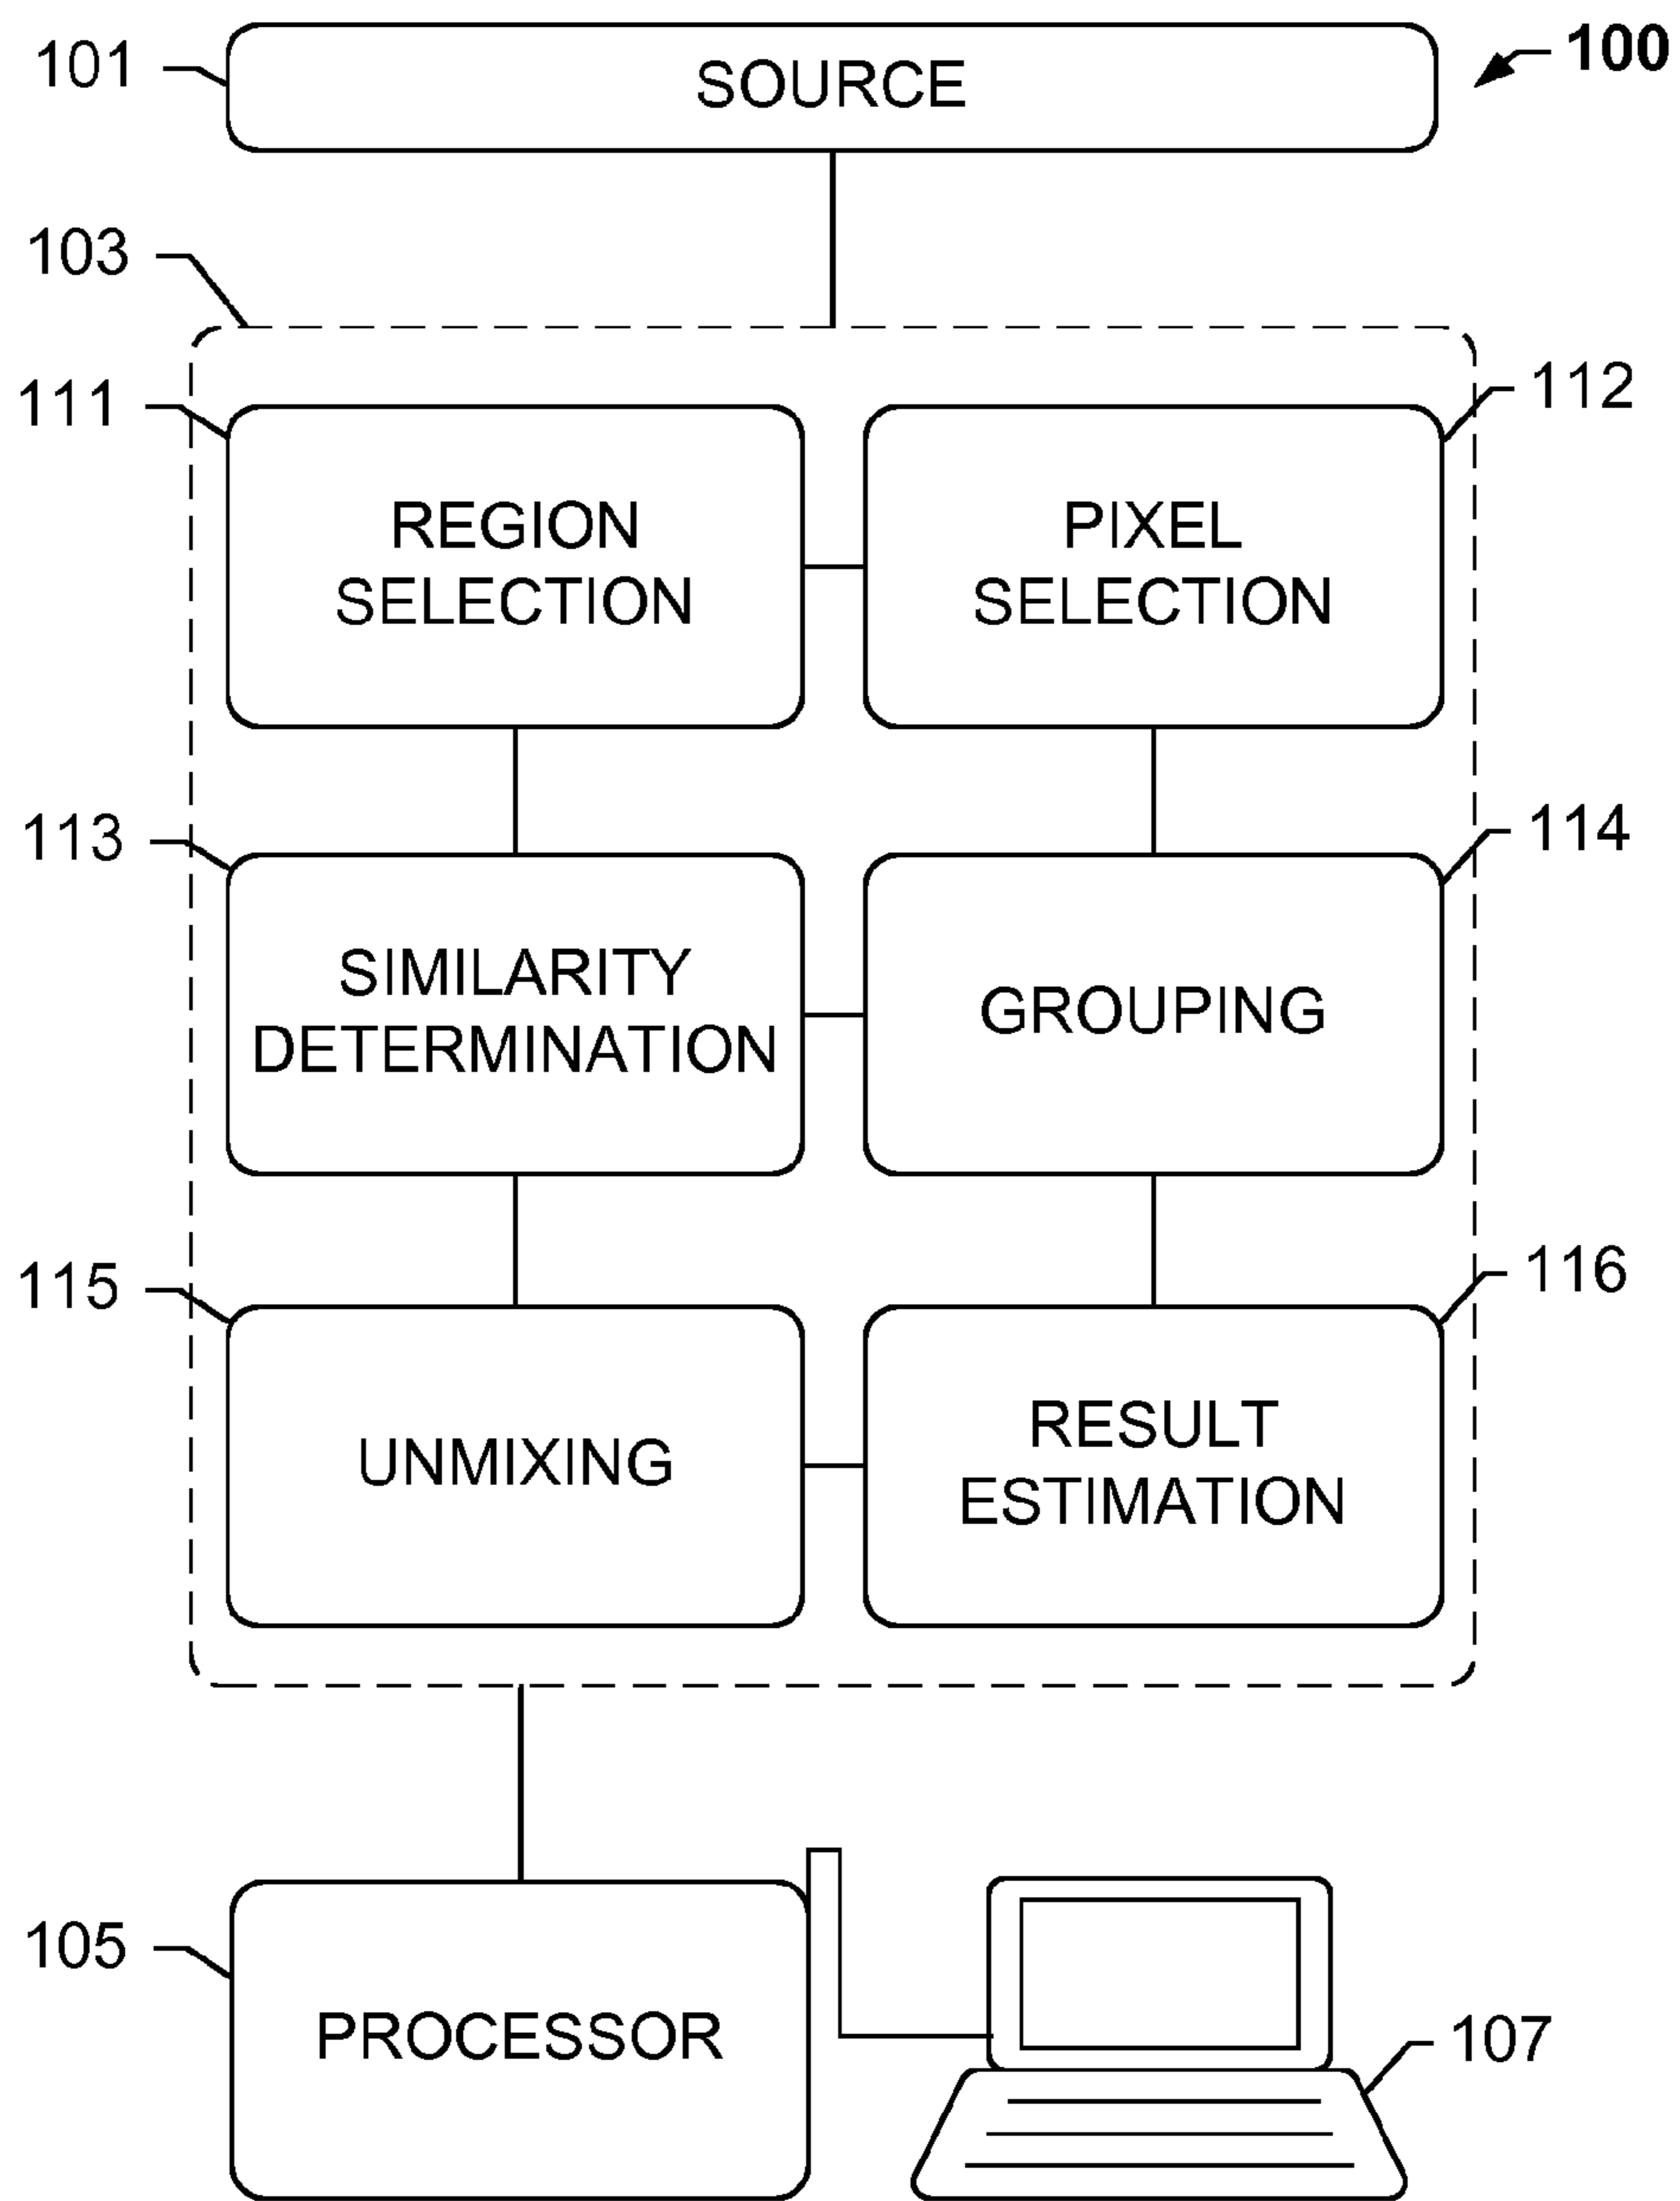 101
SOURCE
100
103
111
112
REGION
SELECTION
PIXEL
SELECTION
113
114
SIMILARITY
DETERMINATION
GROUPING
115
116
UNMIXING
RESULT
ESTIMATION
105
PROCESSOR
107